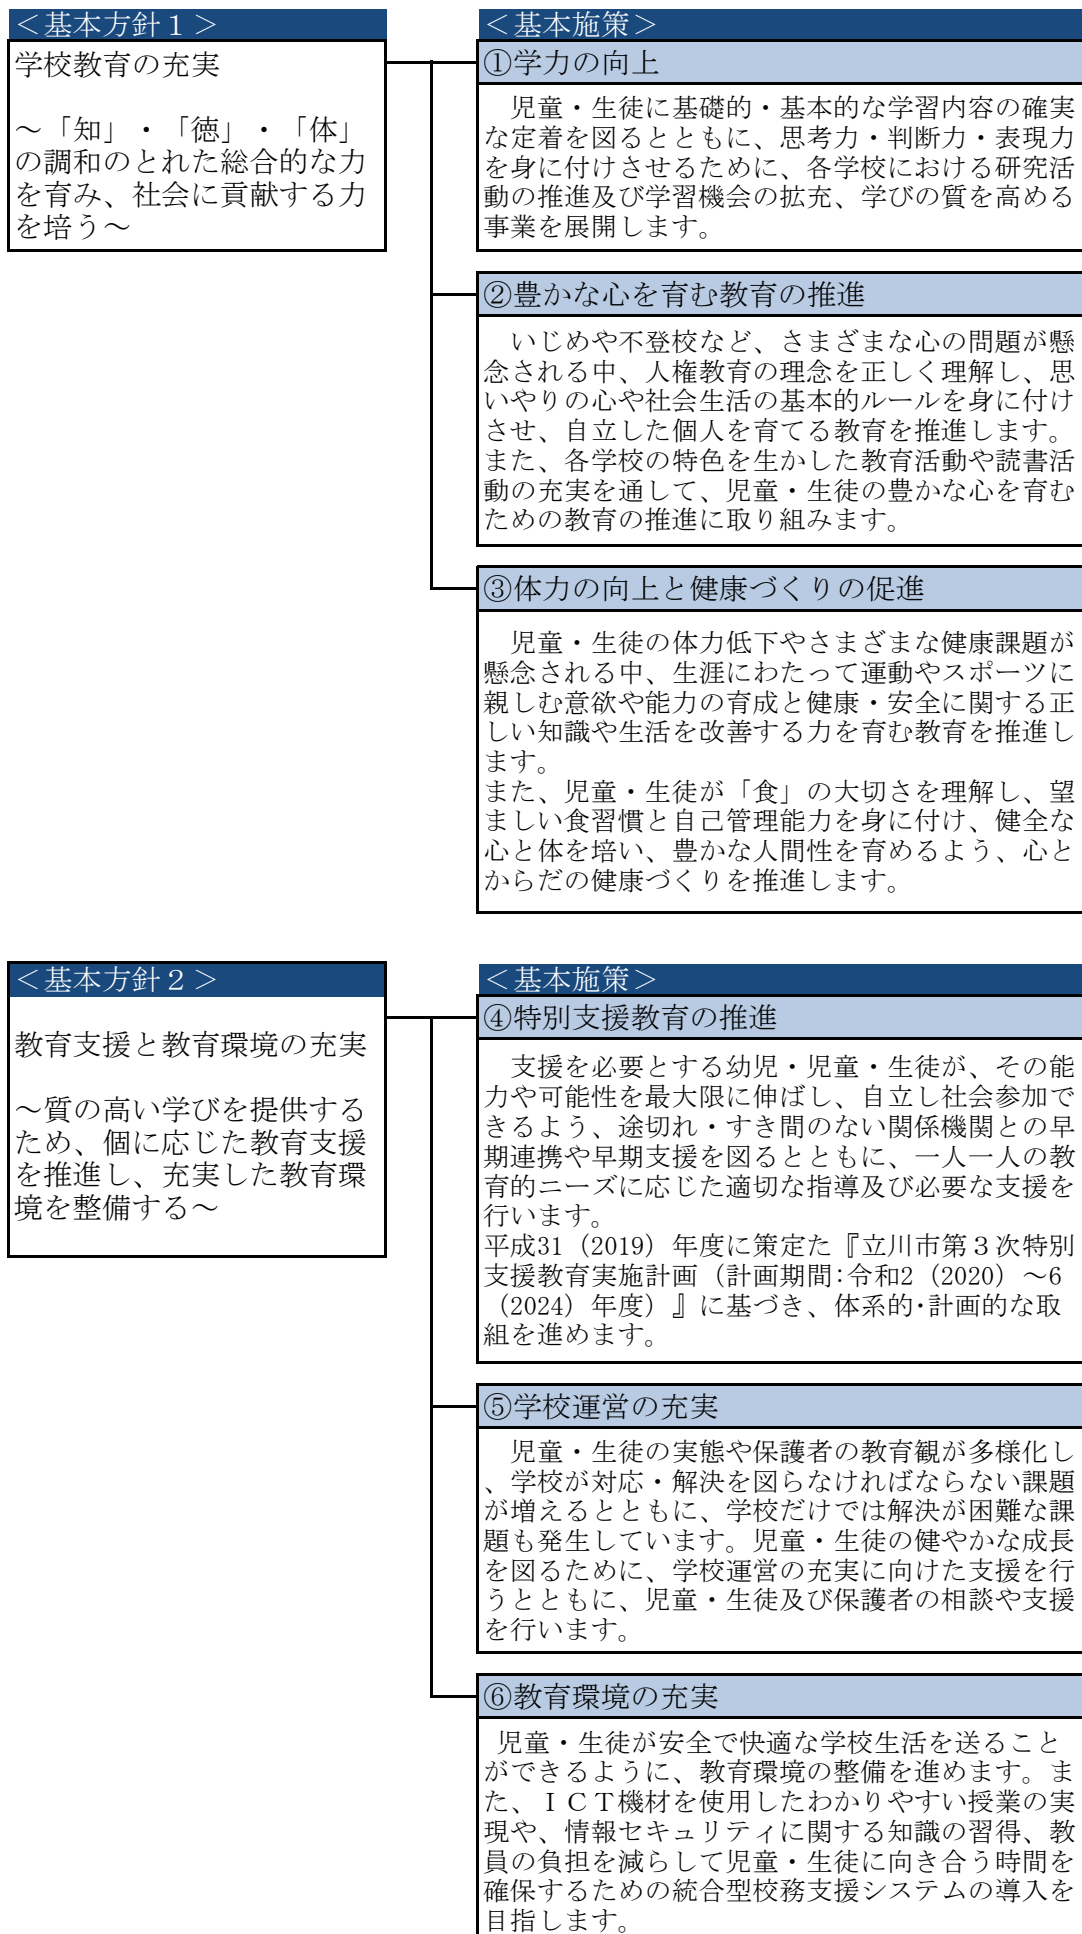 ＜基本方針１＞
学校教育の充実
～「知」・「徳」・「体」
の調和のとれた総合的な力
を育み、社会に貢献する力
を培う～
＜基本施策＞
①学力の向上
　児童・生徒に基礎的・基本的な学習内容の確実
な定着を図るとともに、思考力・判断力・表現力
を身に付けさせるために、各学校における研究活
動の推進及び学習機会の拡充、学びの質を高める
事業を展開します。
②豊かな心を育む教育の推進
　いじめや不登校など、さまざまな心の問題が懸
念される中、人権教育の理念を正しく理解し、思
いやりの心や社会生活の基本的ルールを身に付け
させ、自立した個人を育てる教育を推進します。
また、各学校の特色を生かした教育活動や読書活
動の充実を通して、児童・生徒の豊かな心を育む
ための教育の推進に取り組みます。
③体力の向上と健康づくりの促進
　児童・生徒の体力低下やさまざまな健康課題が
懸念される中、生涯にわたって運動やスポーツに
親しむ意欲や能力の育成と健康・安全に関する正
しい知識や生活を改善する力を育む教育を推進し
ます。
また、児童・生徒が「食」の大切さを理解し、望
ましい食習慣と自己管理能力を身に付け、健全な
心と体を培い、豊かな人間性を育めるよう、心と
からだの健康づくりを推進します。
＜基本方針２＞
教育支援と教育環境の充実
～質の高い学びを提供する
ため、個に応じた教育支援
を推進し、充実した教育環
境を整備する～
＜基本施策＞
④特別支援教育の推進
　支援を必要とする幼児・児童・生徒が、その能
力や可能性を最大限に伸ばし、自立し社会参加で
きるよう、途切れ・すき間のない関係機関との早
期連携や早期支援を図るとともに、一人一人の教
育的ニーズに応じた適切な指導及び必要な支援を
行います。
平成31（2019）年度に策定した『立川市第３次特別
支援教育実施計画（計画期間:令和2（2020）～6
（2024）年度）』に基づき、体系的･計画的な取
組を進めます。
⑤学校運営の充実
　児童・生徒の実態や保護者の教育観が多様化し
、学校が対応・解決を図らなければならない課題
が増えるとともに、学校だけでは解決が困難な課
題も発生しています。児童・生徒の健やかな成長
を図るために、学校運営の充実に向けた支援を行
うとともに、児童・生徒及び保護者の相談や支援
を行います。
⑥教育環境の充実
児童・生徒が安全で快適な学校生活を送ること
ができるように、教育環境の整備を進めます。ま
た、ＩＣＴ機材を使用したわかりやすい授業の実
現や、情報セキュリティに関する知識の習得、教
員の負担を減らして児童・生徒に向き合う時間を
確保するための統合型校務支援システムの導入を
目指します。